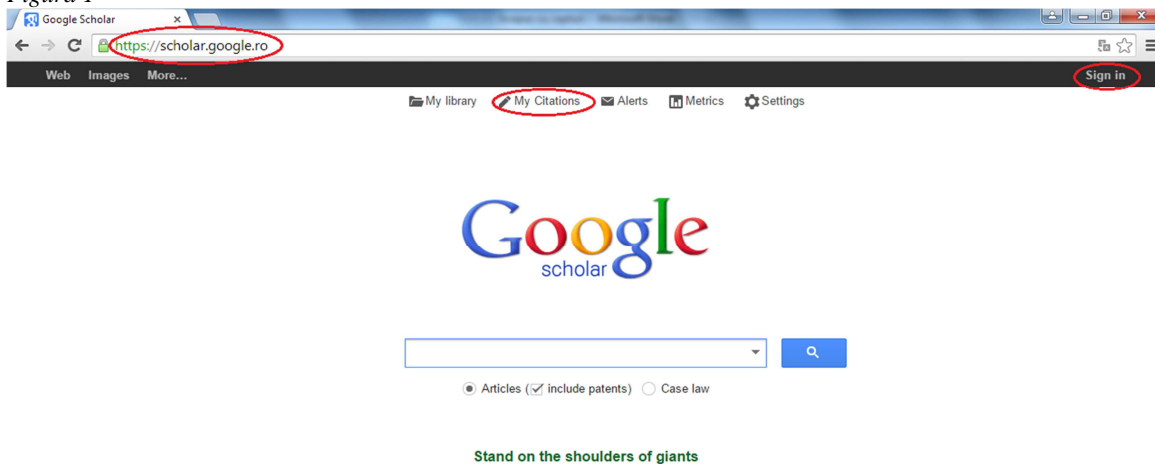 Figura 1
Google Scholar
https://scholar.google.ro
Web Images More...
Sign in
My library My Citations Alerts Metrics Settings
Google
scholar
Articles ( include patents) Case law
Stand on the shoulders of giants